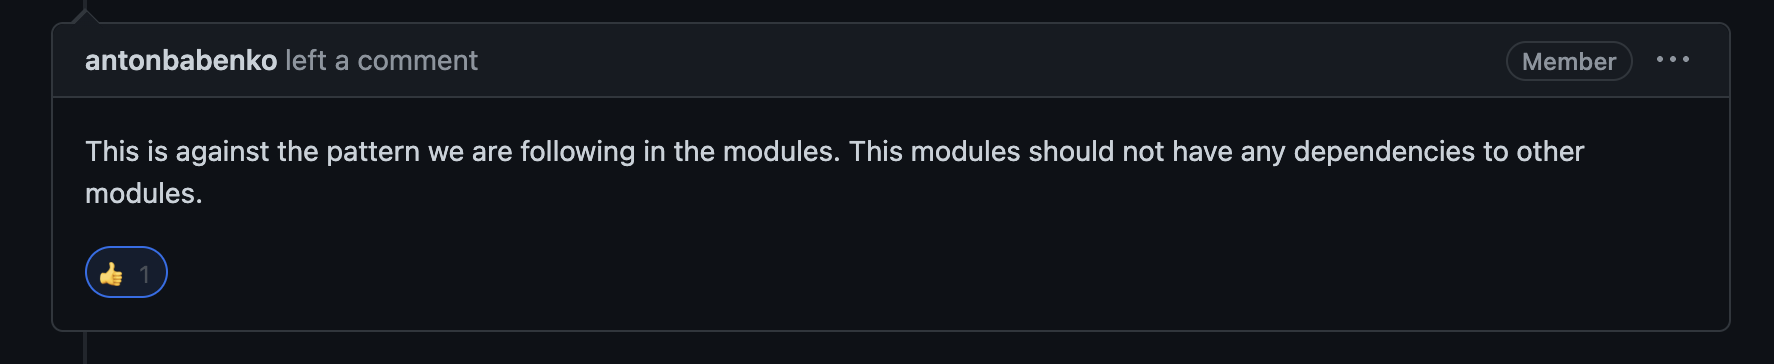 antonbabenko left a comment
Member
This is against the pattern we are following in the modules. This modules should not have any dependencies to other
modules.
👍 1